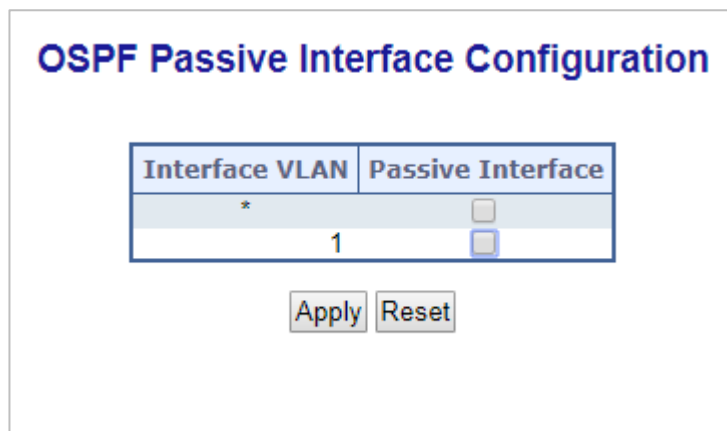 OSPF Passive Interface Configuration
Interface VLAN Passive Interface
*
1
Apply Reset